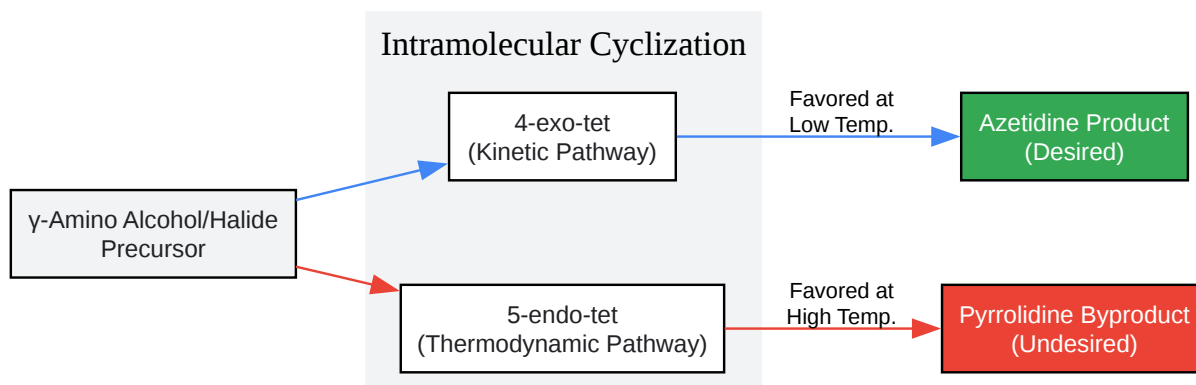 Intramolecular Cyclization
γ-Amino Alcohol/Halide
Precursor
4-exo-tet
(Kinetic Pathway)
Favored at
Low Temp.
Azetidine Product
(Desired)
5-endo-tet
(Thermodynamic Pathway)
Favored at
High Temp.
Pyrrolidine Byproduct
(Undesired)